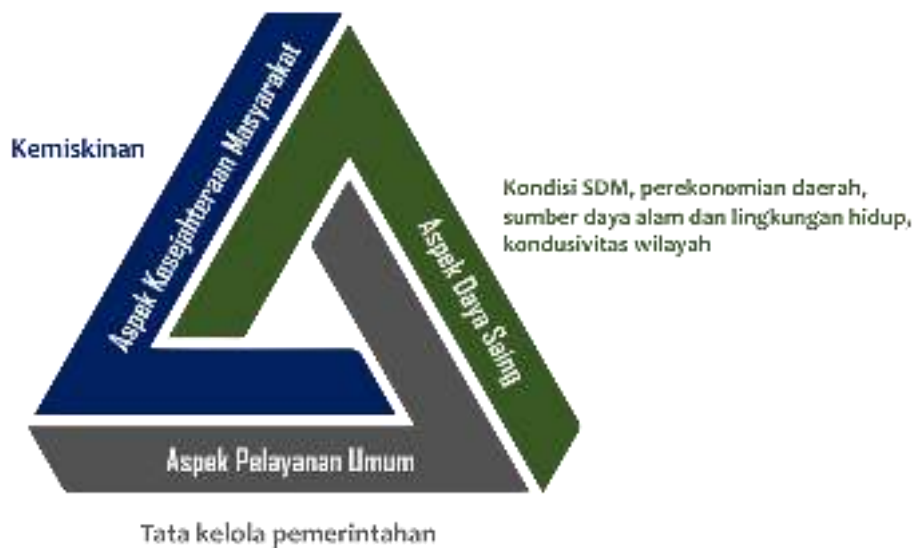 Aspek Kesejahteraan Masyarakat
Kemiskinan
Kondisi SDM, perekonomian daerah,
sumber daya alam dan lingkungan hidup,
kondusivitas wilayah
Aspek Daya Saing
Aspek Pelayanan Umum
Tata kelola pemerintahan